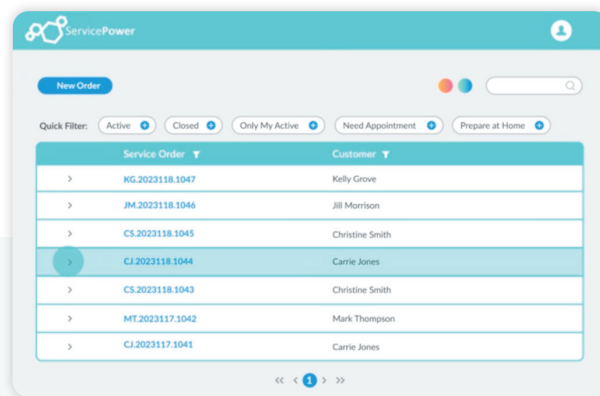 ServicePower
New Order
Quick Filter: Active Closed Only My Active Need Appointment Prepare at Home
Service Order Customer
KG.2023118.1047 Kelly Grove
JM.2023118.1046 Jill Morrison
CS.2023118.1045 Christine Smith
CJ.2023118.1044 Carrie Jones
CS.2023118.1043 Christine Smith
MT.2023117.1042 Mark Thompson
CJ.2023117.1041 Carrie Jones
<< < 1 > >>